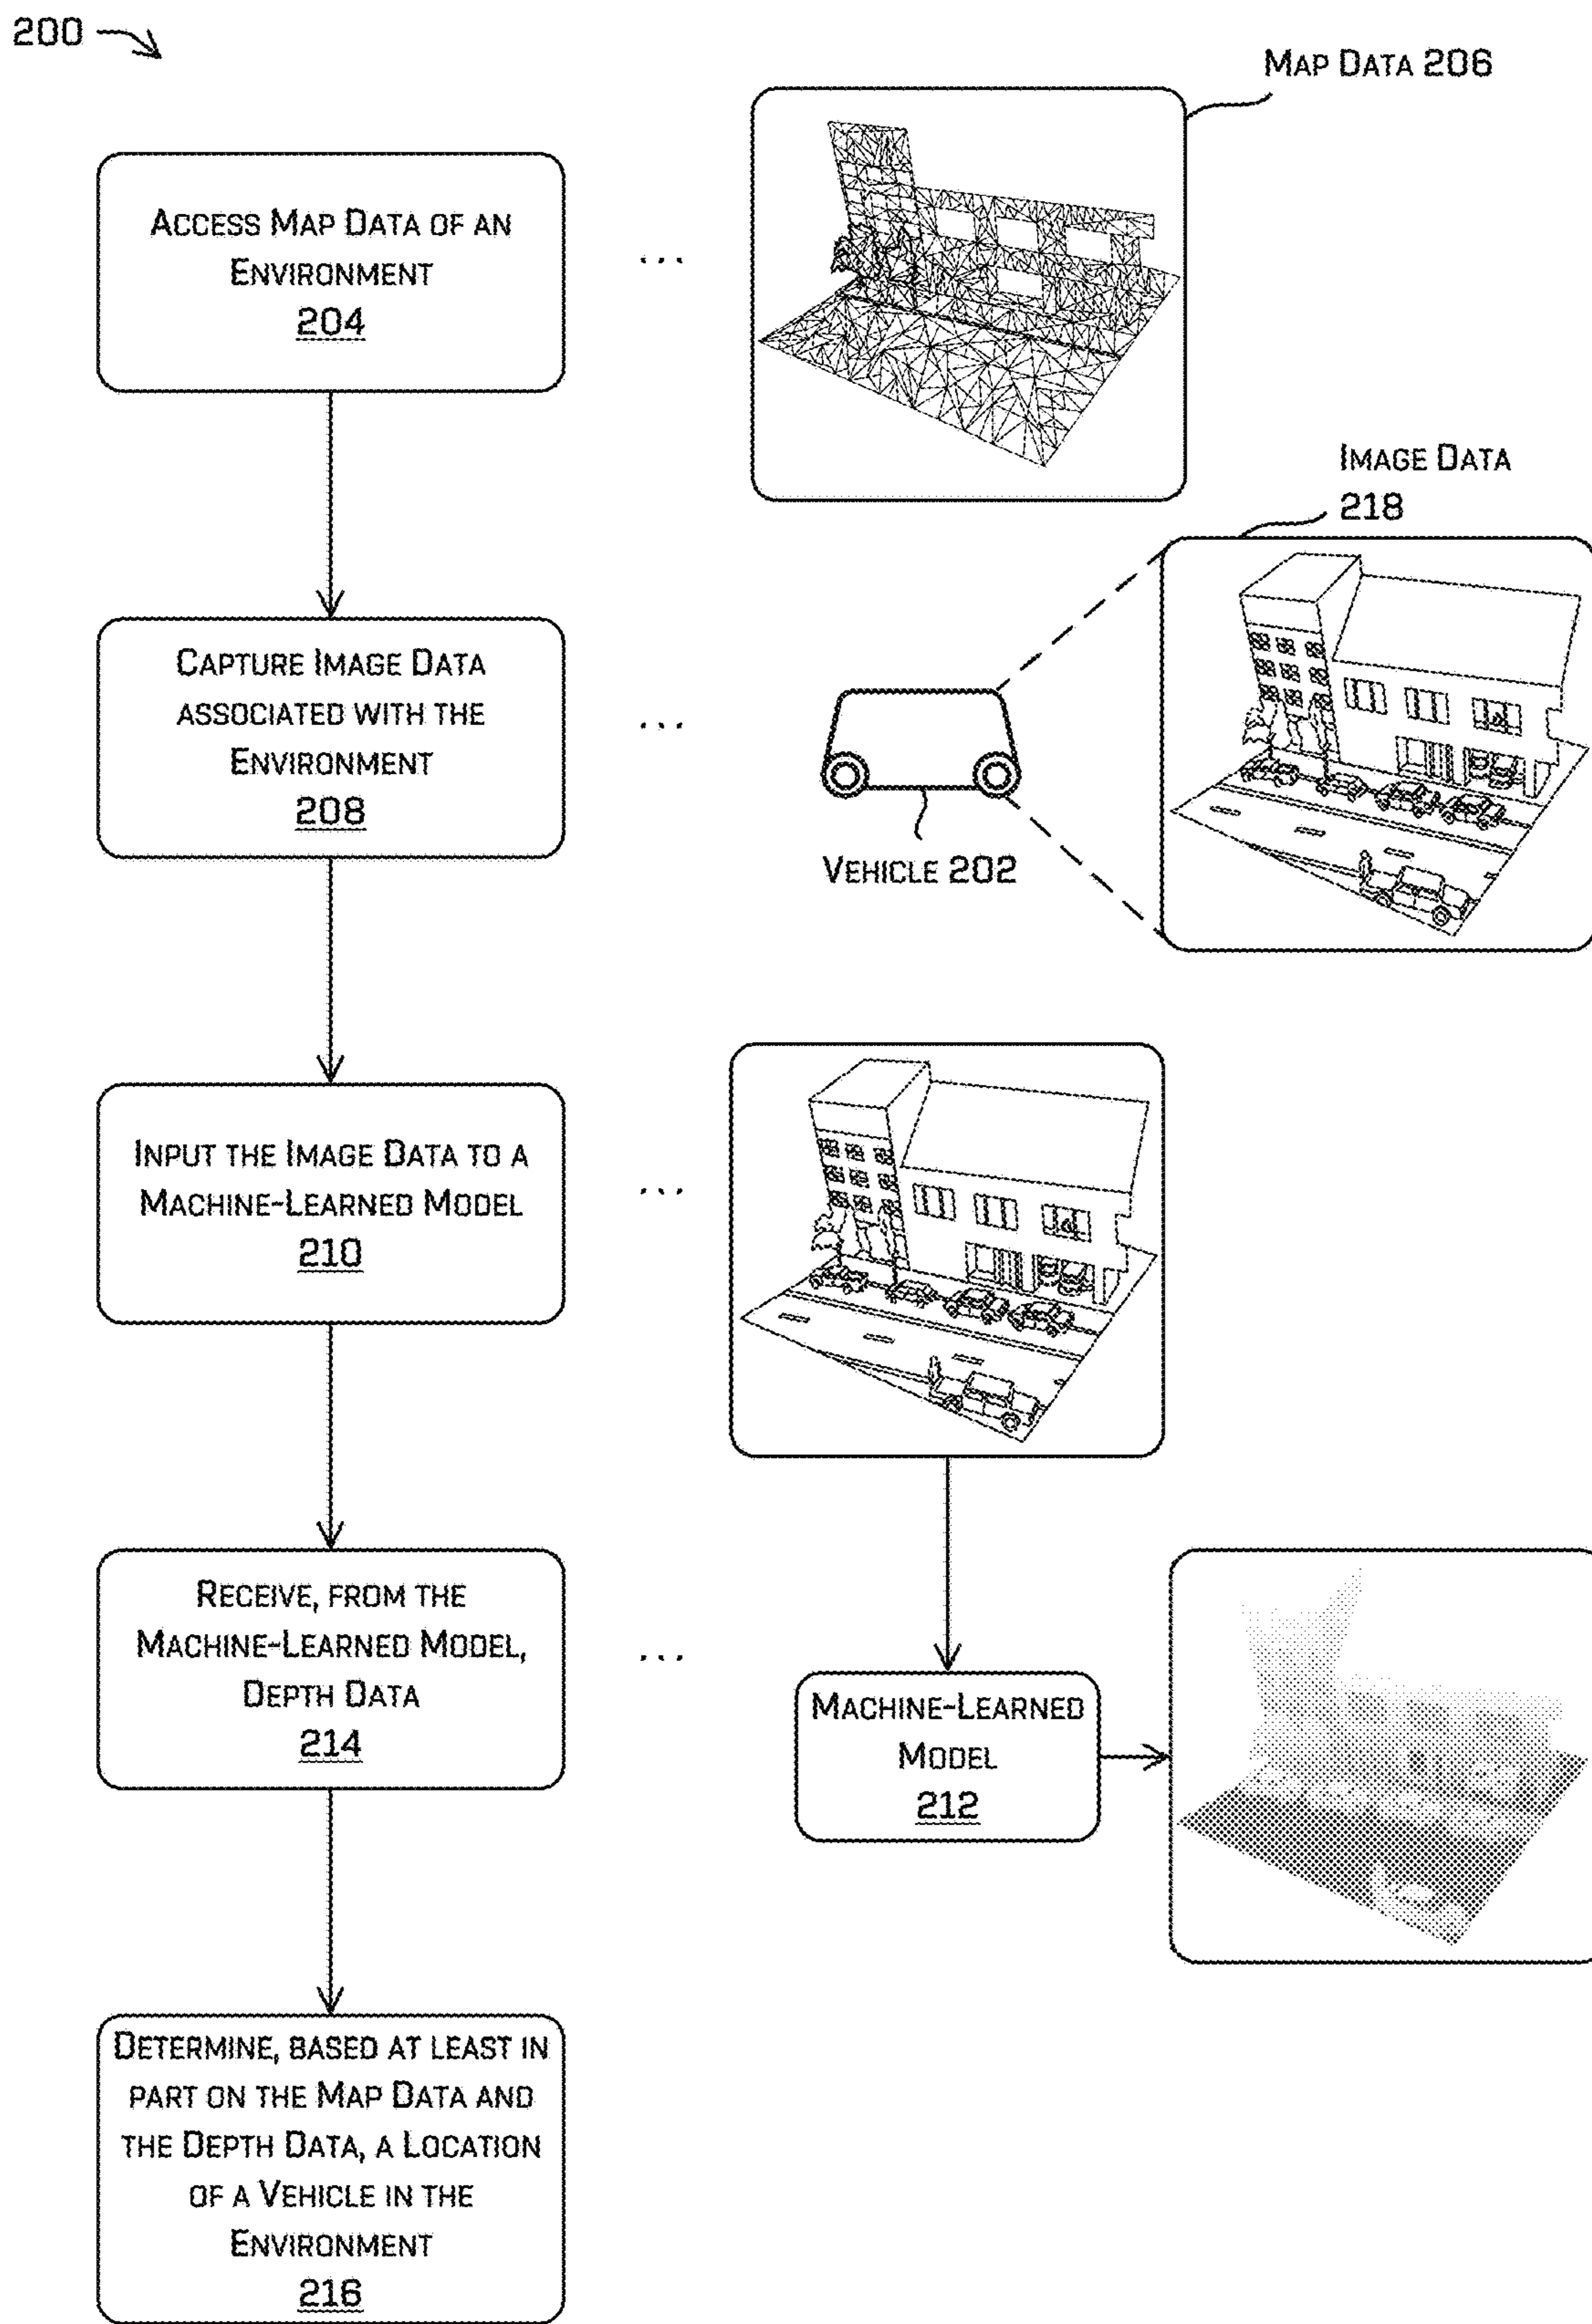 200
MAP DATA 206
ACCESS MAP DATA OF AN
ENVIRONMENT
204
...
IMAGE DATA
218
CAPTURE IMAGE DATA
ASSOCIATED WITH THE
ENVIRONMENT
208
...
VEHICLE 202
INPUT THE IMAGE DATA TO A
MACHINE-LEARNED MODEL
210
...
RECEIVE, FROM THE
MACHINE-LEARNED MODEL,
DEPTH DATA
214
...
MACHINE-LEARNED
MODEL
212
DETERMINE, BASED AT LEAST IN
PART ON THE MAP DATA AND
THE DEPTH DATA, A LOCATION
OF A VEHICLE IN THE
ENVIRONMENT
216